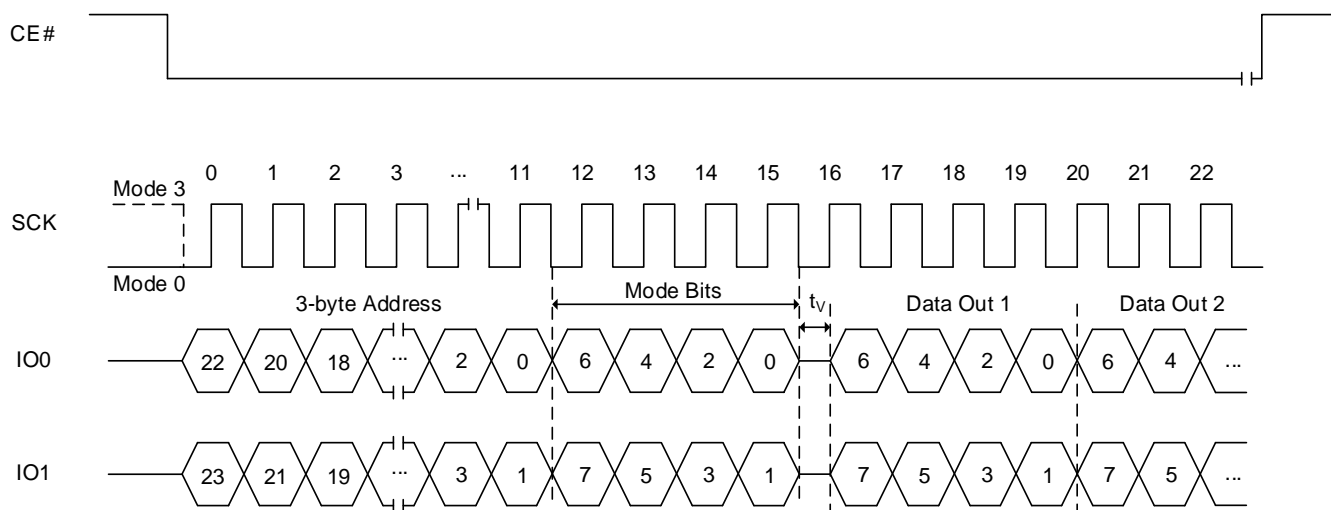 CE#
0 1 2 3 ... 11 12 13 14 15 16 17 18 19 20 21 22
Mode 3
SCK
Mode 0
3-byte Address Mode Bits tV Data Out 1 Data Out 2
IO0 22 20 18 ... 2 0 6 4 2 0 6 4 2 0 6 4 ...
IO1 23 21 19 ... 3 1 7 5 3 1 7 5 3 1 7 5 ...